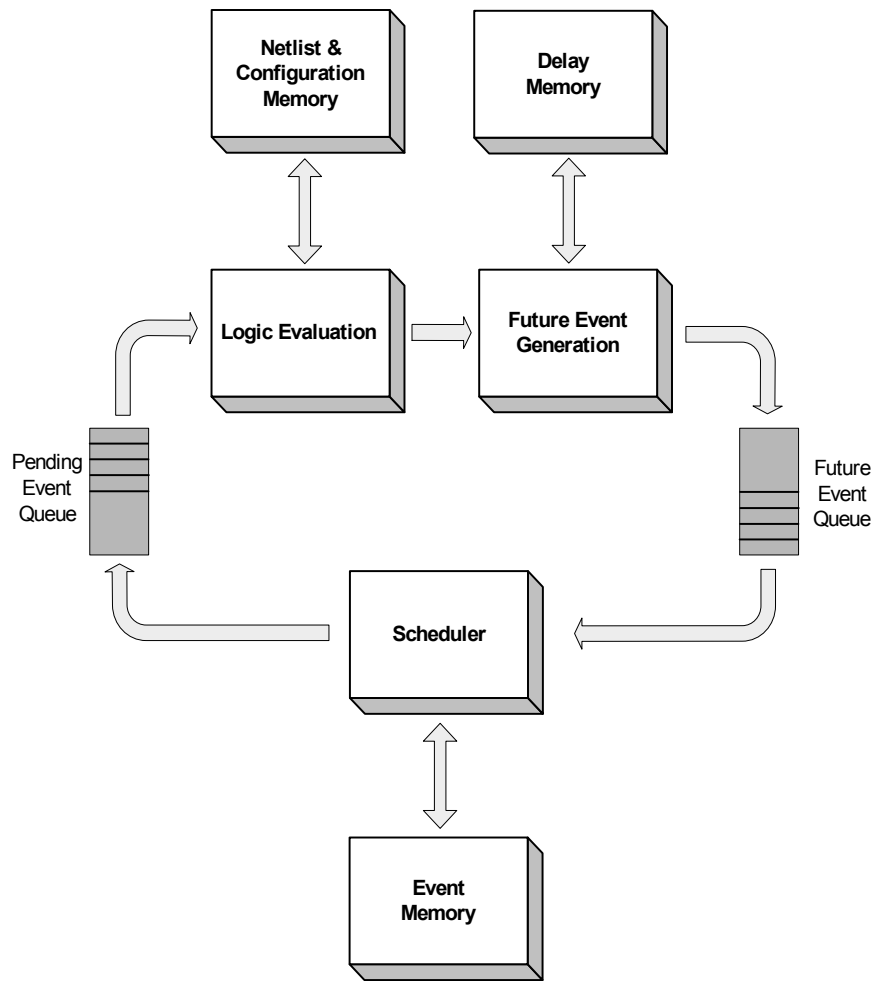 Netlist &
Configuration
Memory
Delay
Memory
Logic Evaluation
Future Event
Generation
Pending
Event
Queue
Future
Event
Queue
Scheduler
Event
Memory